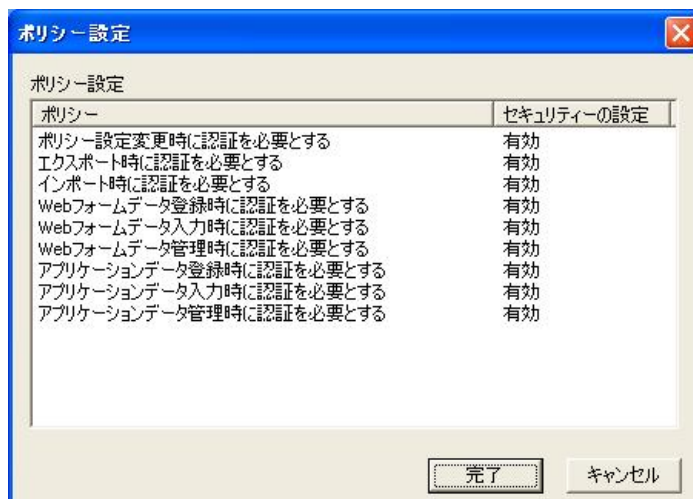 ポリシー設定
ポリシー設定
ポリシー セキュリティーの設定
ポリシー設定変更時に認証を必要とする 有効
エクスポート時に認証を必要とする 有効
インポート時に認証を必要とする 有効
Webフォームデータ登録時に認証を必要とする 有効
Webフォームデータ入力時に認証を必要とする 有効
Webフォームデータ管理時に認証を必要とする 有効
アプリケーションデータ登録時に認証を必要とする 有効
アプリケーションデータ入力時に認証を必要とする 有効
アプリケーションデータ管理時に認証を必要とする 有効
完了 キャンセル